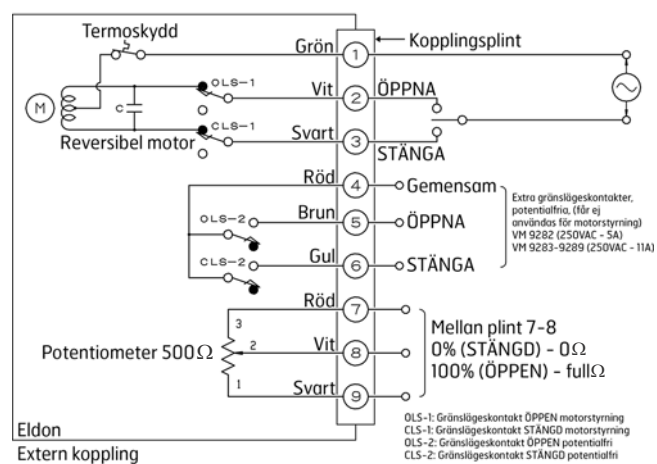 Termoskydd
Grön
1
Kopplingsplint
OLS-1
Vit
2
ÖPPNA
M
C
CLS-1
Reversibel motor
Svart
3
STÄNGA
Röd
4
Gemensam
Extra gränslägeskontakter,
potentialfria, (får ej
användas för motorstyrning)
VM 9282 (250VAC - 5A)
VM 9283-9289 (250VAC - 11A)
OLS-2
Brun
5
ÖPPNA
CLS-2
Gul
6
STÄNGA
Röd
7
3
Mellan plint 7-8
0% (STÄNGD) - 0Ω
100% (ÖPPEN) - fullΩ
Potentiometer 500Ω
2
Vit
8
1
Svart
9
OLS-1: Gränslägeskontakt ÖPPEN motorstyrning
CLS-1: Gränslägeskontakt STÄNGD motorstyrning
OLS-2: Gränslägeskontakt ÖPPEN potentialfri
CLS-2: Gränslägeskontakt STÄNGD potentialfri
Eldon
Extern koppling